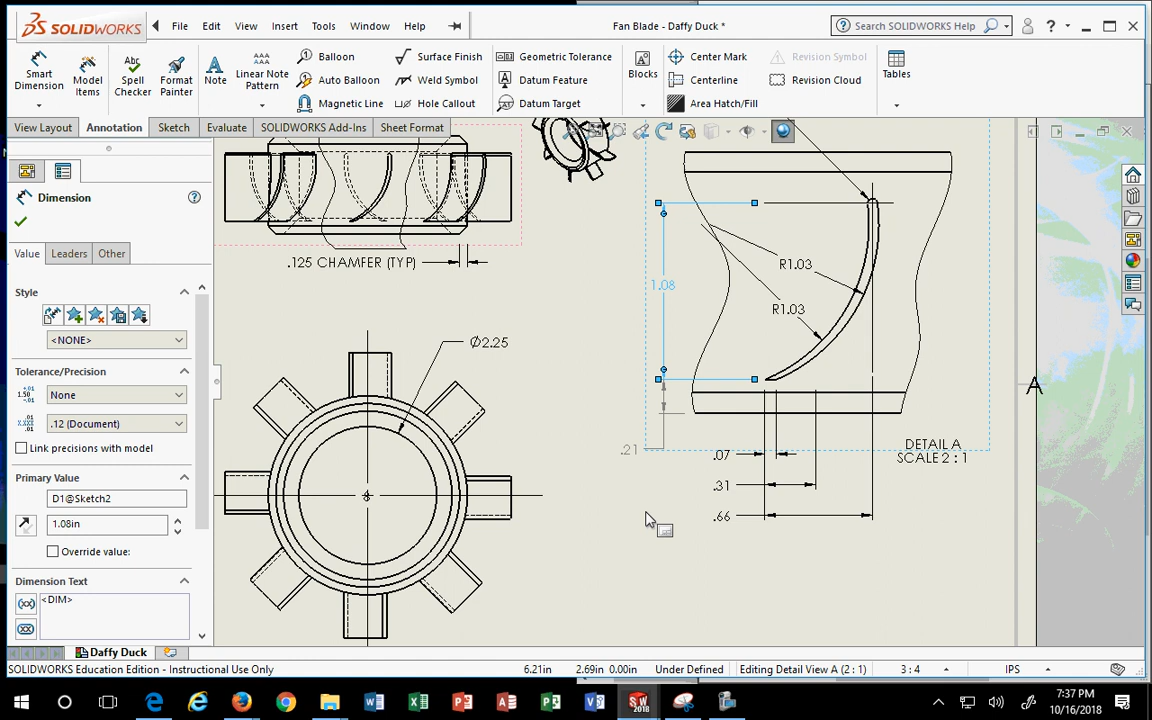 SOLIDWORKS
File Edit View Insert Tools Window Help
Fan Blade - Daffy Duck *
Search SOLIDWORKS Help
Smart Dimension
Model Items
Abc
Spell Checker
Format Painter
A
Note
AAA
AAA
Linear Note Pattern
Balloon
Auto Balloon
Magnetic Line
Surface Finish
Weld Symbol
Hole Callout
Geometric Tolerance
Datum Feature
Datum Target
A
Blocks
Center Mark
Centerline
Area Hatch/Fill
Revision Symbol
Revision Cloud
Tables
View Layout Annotation Sketch Evaluate SOLIDWORKS Add-Ins Sheet Format
Dimension
Value Leaders Other
Style
<NONE>
Tolerance/Precision
None
.12 (Document)
Link precisions with model
Primary Value
D1@Sketch2
1.08in
Override value:
Dimension Text
<DIM>
.125 CHAMFER (TYP)
Ø2.25
R1.03
1.08
R1.03
A
.21
DETAIL A
SCALE 2 : 1
.07
.31
.66
Daffy Duck
SOLIDWORKS Education Edition - Instructional Use Only
6.21in 2.69in 0.00in Under Defined Editing Detail View A (2 : 1) 3 : 4 IPS
7:37 PM
10/16/2018